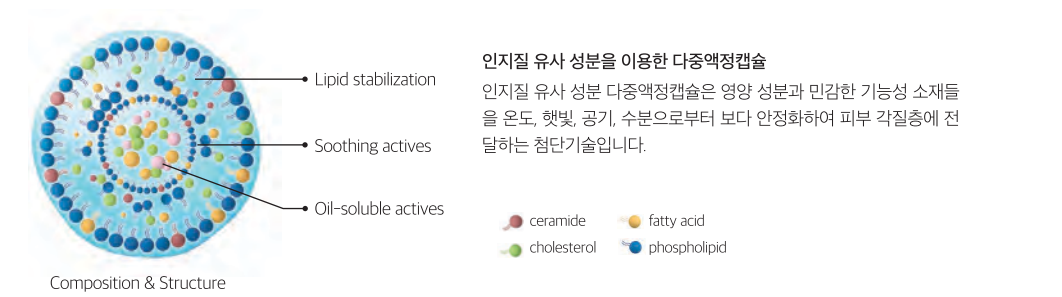 인지질 유사 성분을 이용한 다중액정캡슐
인지질 유사 성분 다중액정캡슐은 영양 성분과 민감한 기능성 소재들
을 온도, 햇빛, 공기, 수분으로부터 보다 안정화하여 피부 각질층에 전
달하는 첨단기술입니다.
Lipid stabilization
Soothing actives
Oil-soluble actives
ceramide
fatty acid
cholesterol
phospholipid
Composition & Structure